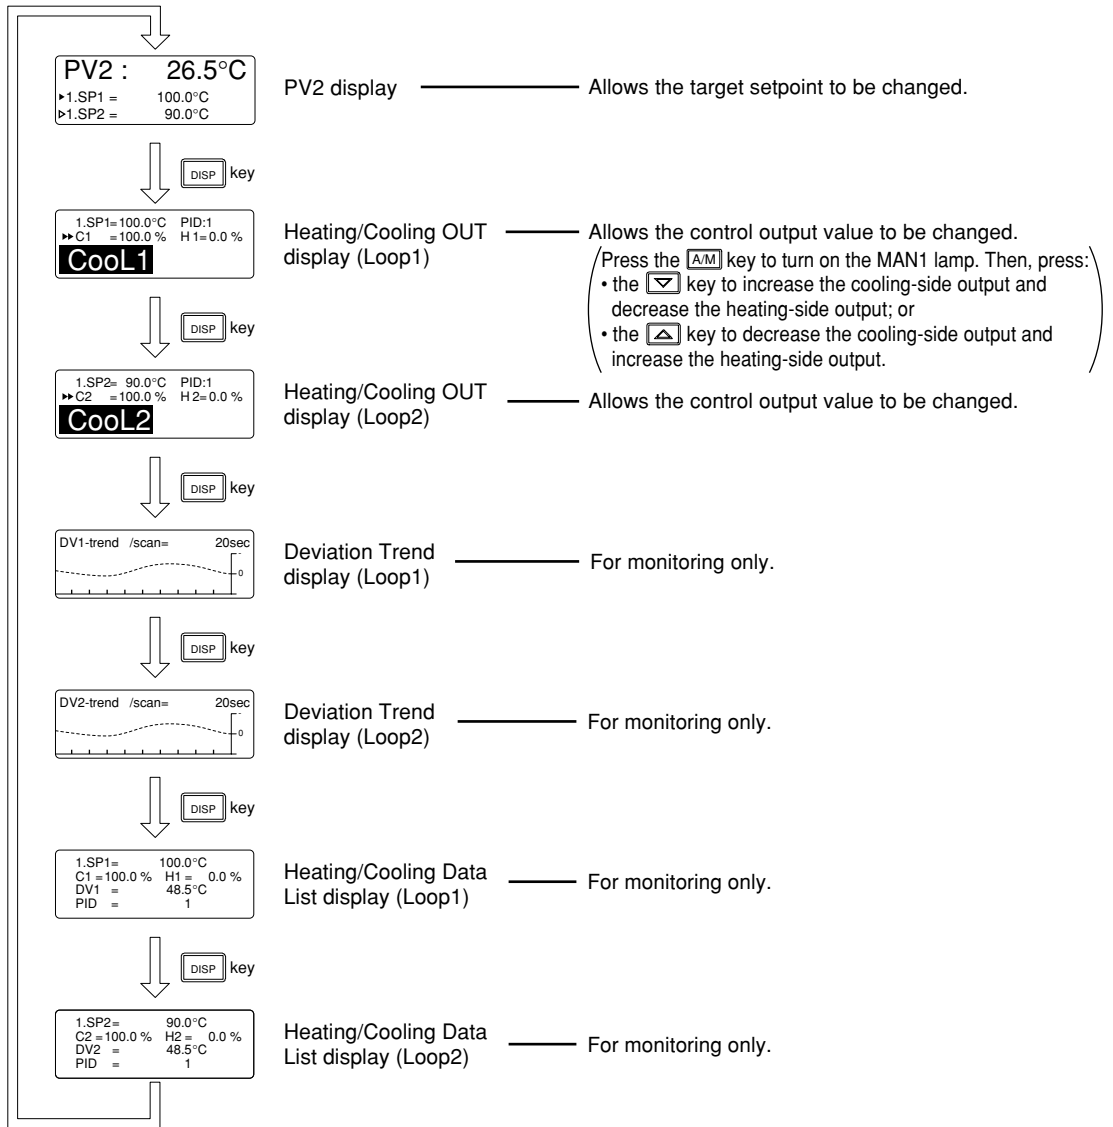 PV2 : 26.5°C
1.SP1 = 100.0°C
1.SP2 = 90.0°C
PV2 display
Allows the target setpoint to be changed.
DISP key
1.SP1=100.0°C PID:1
C1 =100.0 % H1=0.0 %
CooL1
Heating/Cooling OUT
display (Loop1)
Allows the control output value to be changed.
Press the A/M key to turn on the MAN1 lamp. Then, press:
• the key to increase the cooling-side output and
decrease the heating-side output; or
• the key to decrease the cooling-side output and
increase the heating-side output.
DISP key
1.SP2= 90.0°C PID:1
C2 =100.0 % H2=0.0 %
CooL2
Heating/Cooling OUT
display (Loop2)
Allows the control output value to be changed.
DISP key
DV1-trend /scan= 20sec
0
Deviation Trend
display (Loop1)
For monitoring only.
DISP key
DV2-trend /scan= 20sec
0
Deviation Trend
display (Loop2)
For monitoring only.
DISP key
1.SP1= 100.0°C
C1 =100.0 % H1 = 0.0 %
DV1 = 48.5°C
PID = 1
Heating/Cooling Data
List display (Loop1)
For monitoring only.
DISP key
1.SP2= 90.0°C
C2 =100.0 % H2 = 0.0 %
DV2 = 48.5°C
PID = 1
Heating/Cooling Data
List display (Loop2)
For monitoring only.